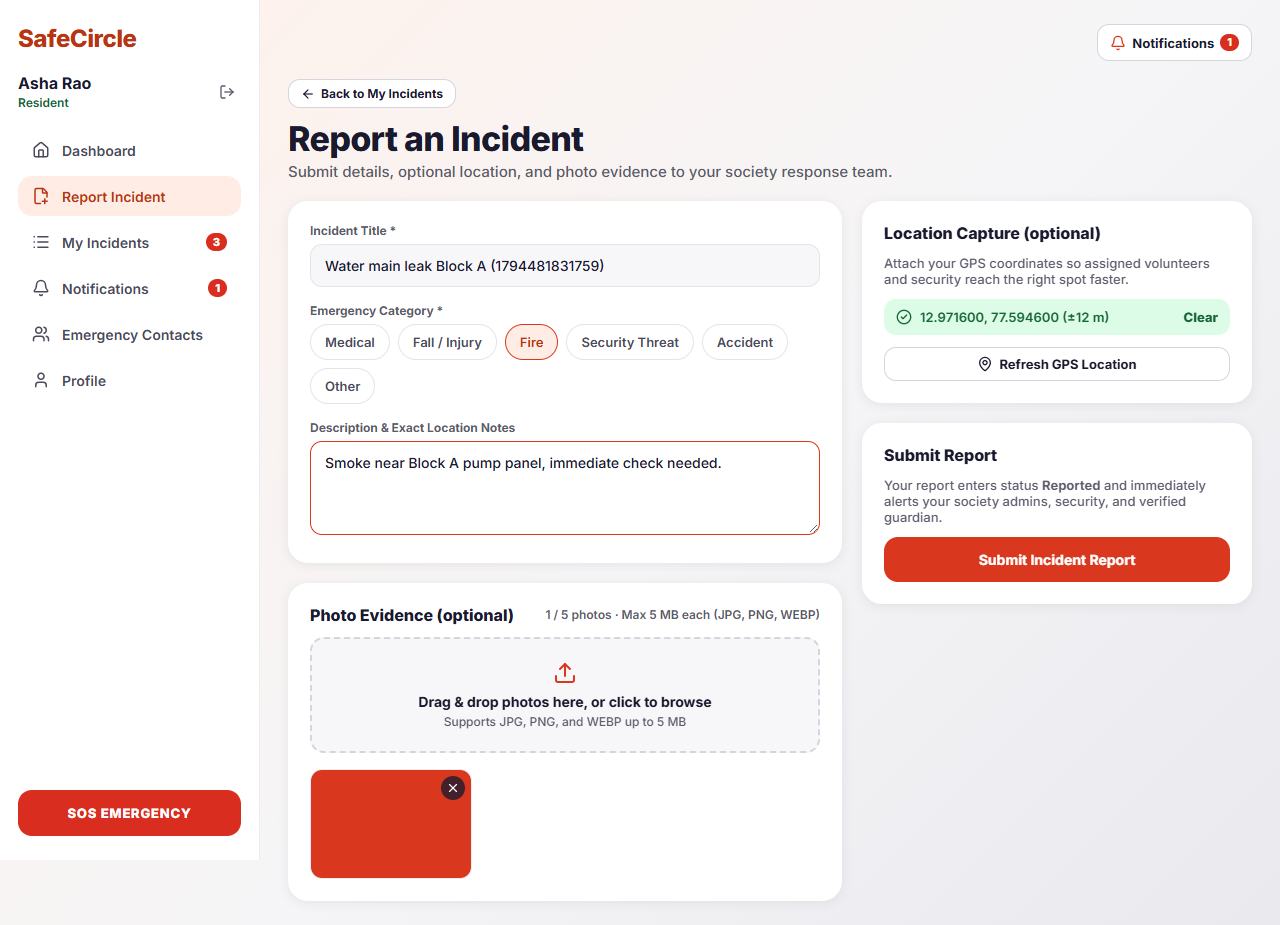 SafeCircle
Asha Rao
Resident
Dashboard
Report Incident
My Incidents 3
Notifications 1
Emergency Contacts
Profile
SOS EMERGENCY
Notifications 1
Back to My Incidents
Report an Incident
Submit details, optional location, and photo evidence to your society response team.
Incident Title *
Water main leak Block A (1794481831759)
Emergency Category *
Medical Fall / Injury Fire Security Threat Accident
Other
Description & Exact Location Notes
Smoke near Block A pump panel, immediate check needed.
Photo Evidence (optional) 1 / 5 photos · Max 5 MB each (JPG, PNG, WEBP)
Drag & drop photos here, or click to browse
Supports JPG, PNG, and WEBP up to 5 MB
Location Capture (optional)
Attach your GPS coordinates so assigned volunteers
and security reach the right spot faster.
12.971600, 77.594600 (±12 m) Clear
Refresh GPS Location
Submit Report
Your report enters status Reported and immediately
alerts your society admins, security, and verified
guardian.
Submit Incident Report